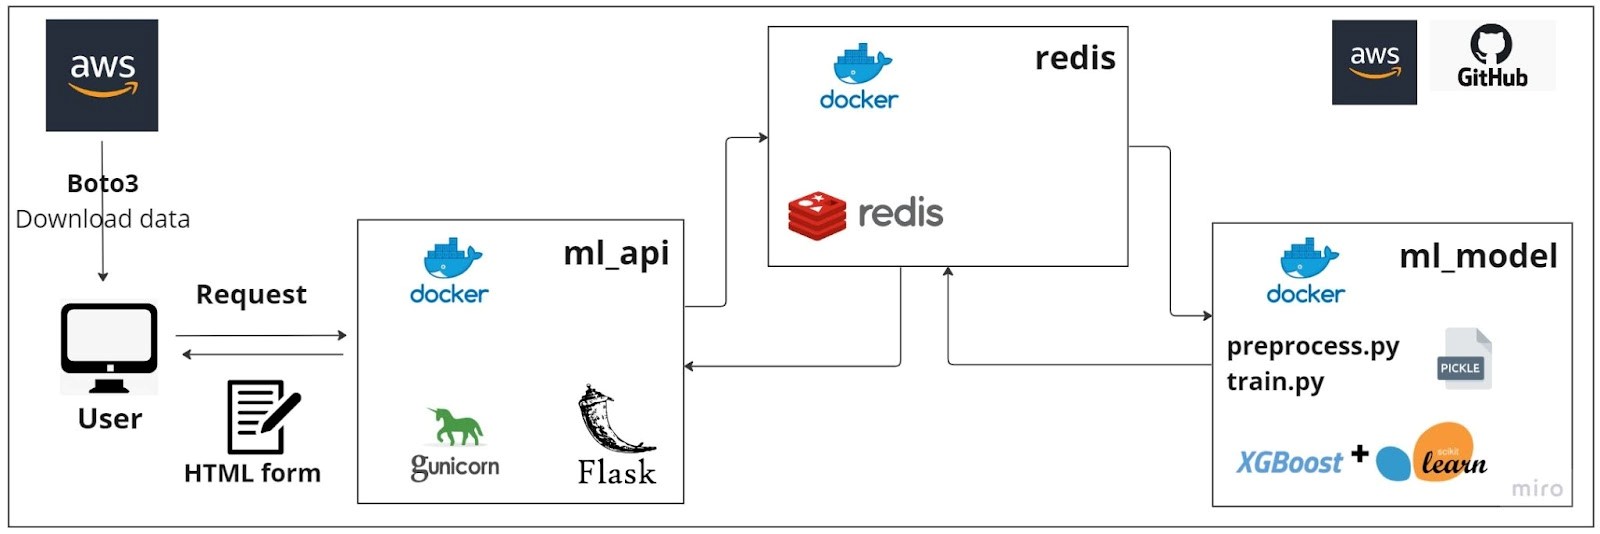 aws
Boto3
Download data
Request
User
HTML form
docker
ml_api
gunicorn
Flask
docker
redis
redis
aws
GitHub
docker
ml_model
preprocess.py
train.py
PICKLE
XGBoost + scikit learn
miro